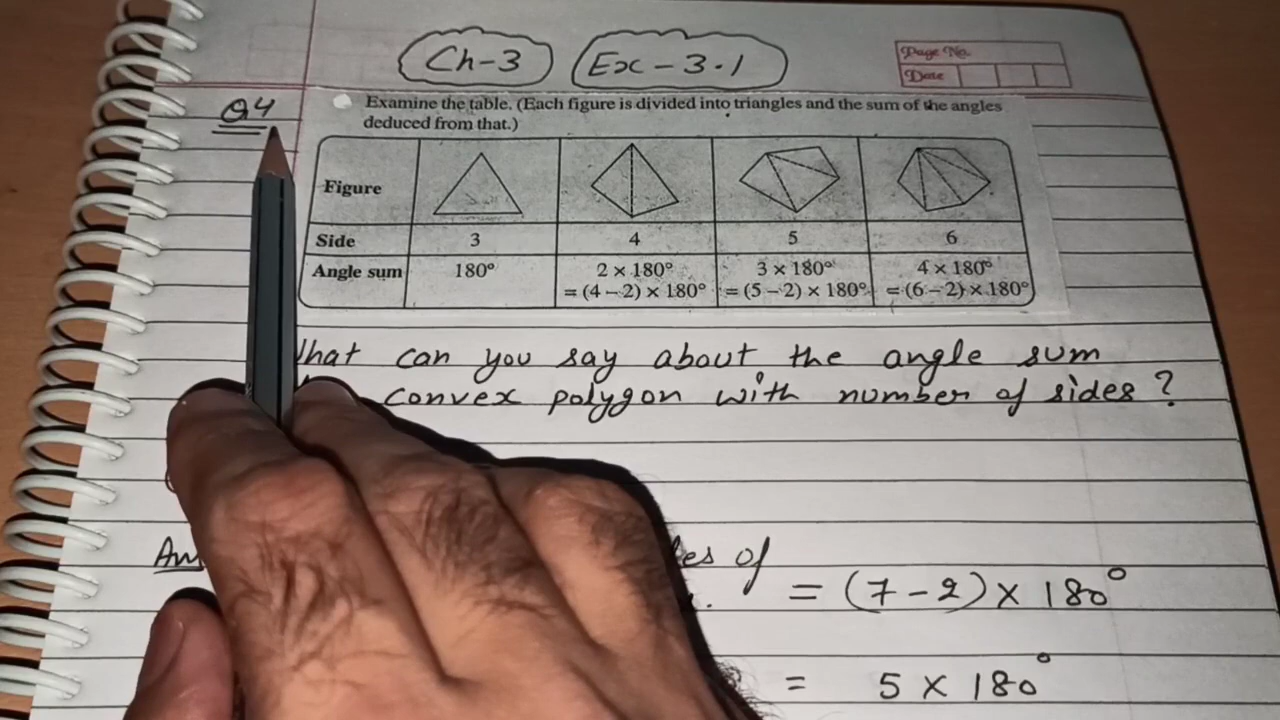 Ch-3 Ex-3.1
Page No.
Date
Q4
Examine the table. (Each figure is divided into triangles and the sum of the angles
deduced from that.)
Figure
Side 3 4 5 6
Angle sum 180° 2 × 180° 3 × 180° 4 × 180°
= (4 – 2) × 180° = (5 – 2) × 180° = (6 – 2) × 180°
can you say about the angle sum
convex polygon with number of sides ?
of
= (7-2) × 180°
= 5 × 180°